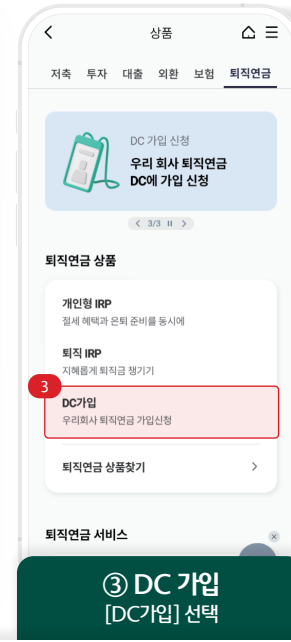 상품
저축 투자 대출 외환 보험 퇴직연금
DC 가입 신청
우리 회사 퇴직연금
DC에 가입 신청
3/3
퇴직연금 상품
개인형 IRP
절세 혜택과 은퇴 준비를 동시에
퇴직 IRP
지혜롭게 퇴직금 챙기기
3
DC가입
우리회사 퇴직연금 가입신청
퇴직연금 상품찾기
퇴직연금 서비스
③ DC 가입
[DC가입] 선택